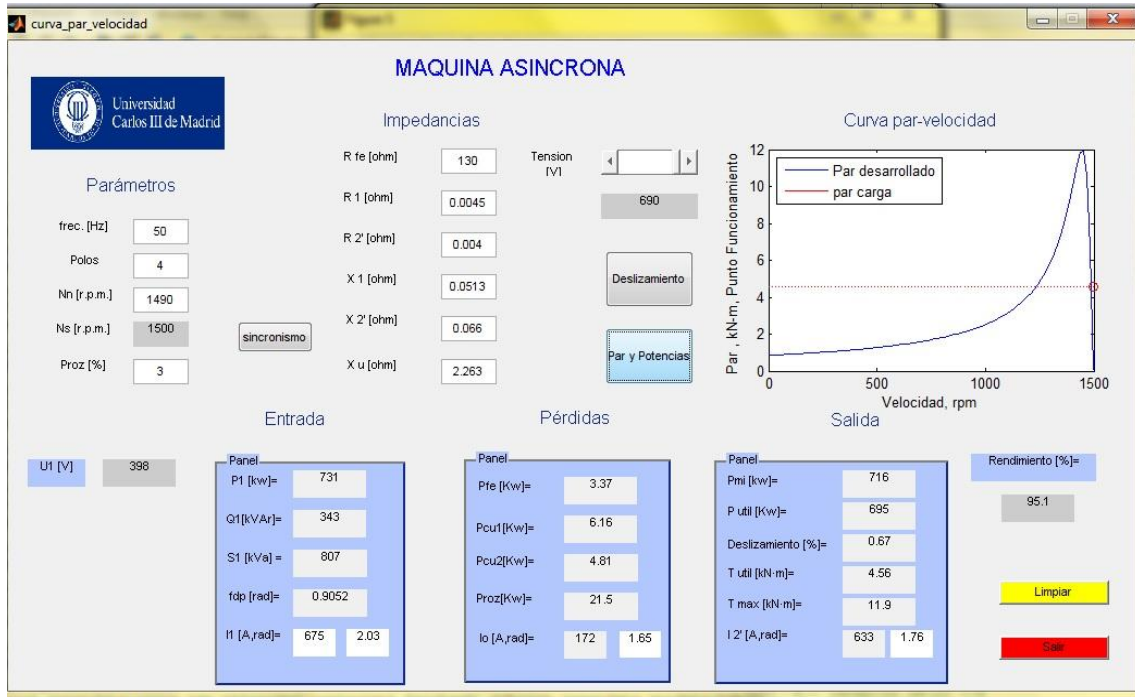 curva_par_velocidad
MAQUINA ASINCRONA
Universidad
Carlos III de Madrid
Parámetros
frec. [Hz] 50
Polos 4
Nn [r.p.m.] 1490
Ns [r.p.m.] 1500
Proz [%] 3
sincronismo
Impedancias
R fe [ohm] 130
R 1 [ohm] 0.0045
R 2' [ohm] 0.004
X 1 [ohm] 0.0513
X 2' [ohm] 0.066
X u [ohm] 2.263
Tension
[V]
690
Deslizamiento
Par y Potencias
Curva par-velocidad
Par desarrollado
par carga
Par , kN-m, Punto Funcionamiento
12
10
8
6
4
2
0
0 500 1000 1500
Velocidad, rpm
U1 [V] 398
Entrada
Panel
P1 [kw]= 731
Q1[kVAr]= 343
S1 [kVa] = 807
fdp [rad]= 0.9052
I1 [A,rad]= 675 2.03
Pérdidas
Panel
Pfe [Kw]= 3.37
Pcu1[Kw]= 6.16
Pcu2[Kw]= 4.81
Proz[Kw]= 21.5
Io [A,rad]= 172 1.65
Salida
Panel
Pmi [kw]= 716
P util [Kw]= 695
Deslizamiento [%]= 0.67
T util [kN·m]= 4.56
T max [kN·m]= 11.9
I 2' [A,rad]= 633 1.76
Rendimiento [%]=
95.1
Limpiar
Salir